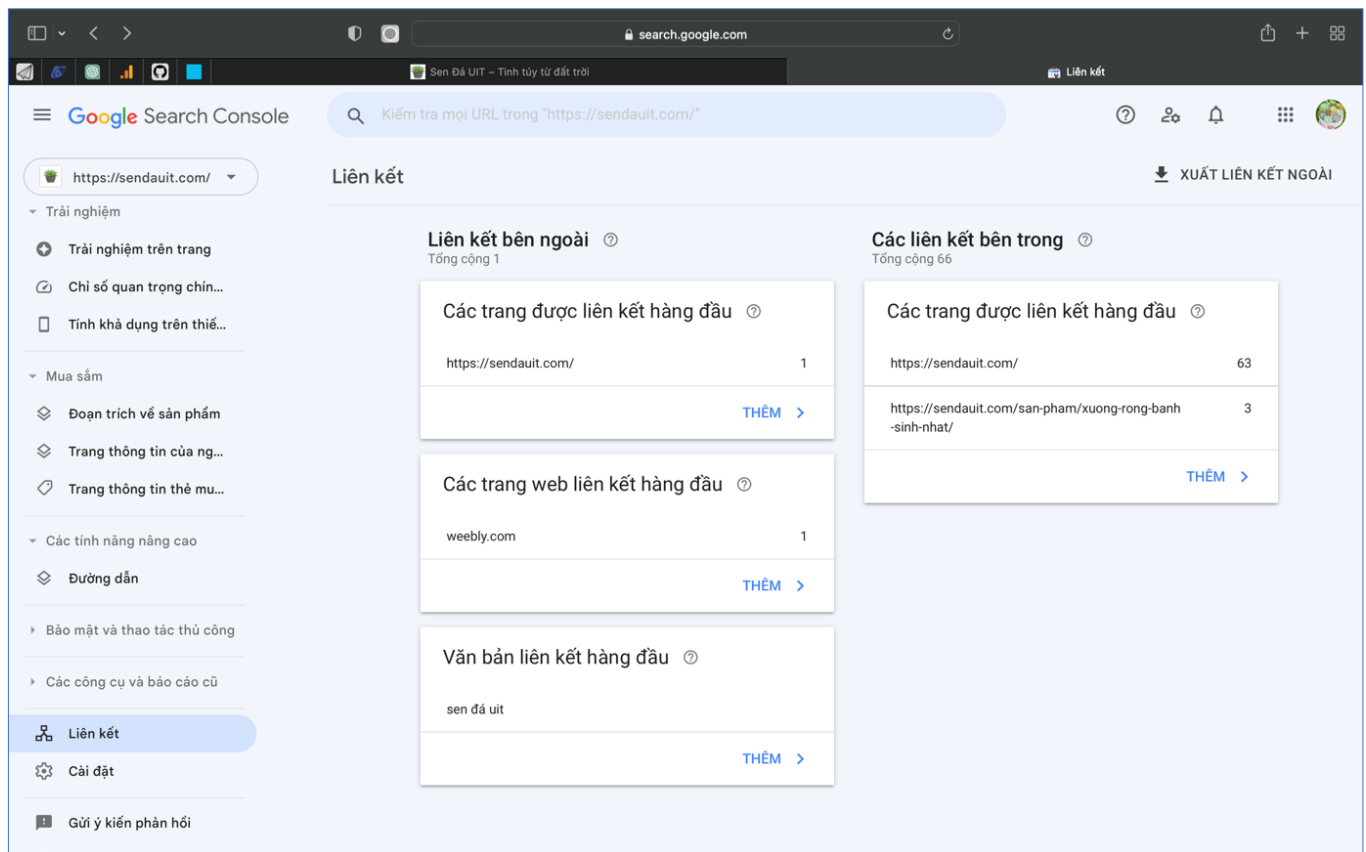 search.google.com
Sen Đá UIT – Tinh túy từ đất trời
Liên kết
Google Search Console
Kiểm tra mọi URL trong "https://sendauit.com/"
https://sendauit.com/
Trải nghiệm
Trải nghiệm trên trang
Chỉ số quan trọng chín...
Tính khả dụng trên thiế...
Mua sắm
Đoạn trích về sản phẩm
Trang thông tin của ng...
Trang thông tin thẻ mu...
Các tính năng nâng cao
Đường dẫn
Bảo mật và thao tác thủ công
Các công cụ và báo cáo cũ
Liên kết
Cài đặt
Gửi ý kiến phản hồi
Liên kết
XUẤT LIÊN KẾT NGOÀI
Liên kết bên ngoài
Tổng cộng 1
Các trang được liên kết hàng đầu
https://sendauit.com/ 1
THÊM
Các trang web liên kết hàng đầu
weebly.com 1
THÊM
Văn bản liên kết hàng đầu
sen đá uit
THÊM
Các liên kết bên trong
Tổng cộng 66
Các trang được liên kết hàng đầu
https://sendauit.com/ 63
https://sendauit.com/san-pham/xuong-rong-banh 3
-sinh-nhat/
THÊM